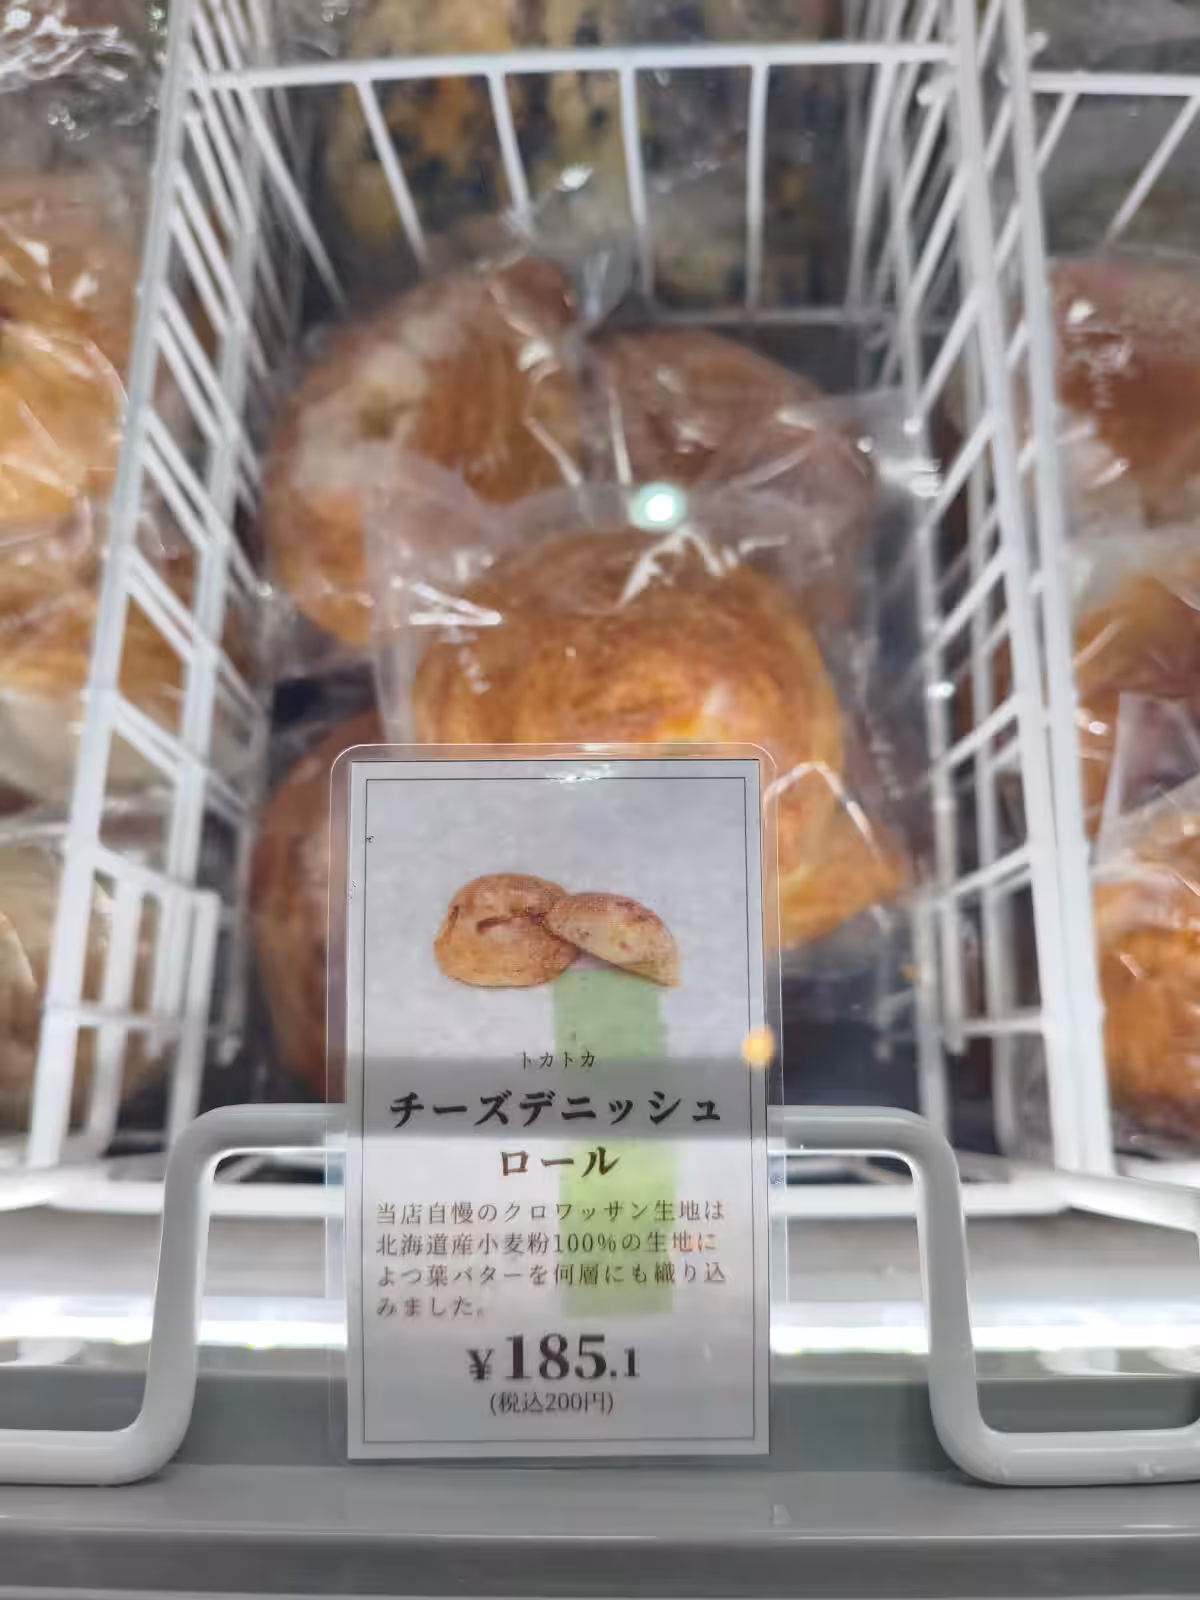 トカトカ
チーズデニッシュ
ロール
当店自慢のクロワッサン生地は
北海道産小麦粉100%の生地に
よつ葉バターを何層にも織り込
みました。
¥185.1
(税込200円)